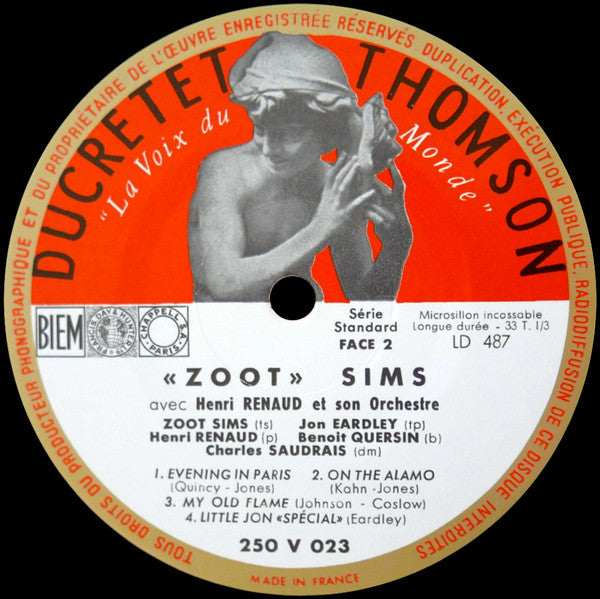 TOUS DROITS DU PRODUCTEUR PHONOGRAPHIQUE ET DU PROPRIÉTAIRE DE L'ŒUVRE ENREGISTRÉE RÉSERVÉS. DUPLICATION, EXÉCUTION PUBLIQUE, RADIODIFFUSION DE CE DISQUE INTERDITES
DUCRETET THOMSON
"La Voix du Monde"
BIEM
FRANCIS, DAY & HUNTER
CHAPPELL S.A. PARIS
Série
Standard
FACE 2
Microsillon incassable
Longue durée - 33 T. 1/3
LD 487
«ZOOT» SIMS
avec Henri RENAUD et son Orchestre
ZOOT SIMS (ts) Jon EARDLEY (tp)
Henri RENAUD (p) Benoit QUERSIN (b)
Charles SAUDRAIS (dm)
1. EVENING IN PARIS 2. ON THE ALAMO
(Quincy - Jones) (Kahn - Jones)
3. MY OLD FLAME (Johnson - Coslow)
4. LITTLE JON «SPÉCIAL» (Eardley)
250 V 023
MADE IN FRANCE